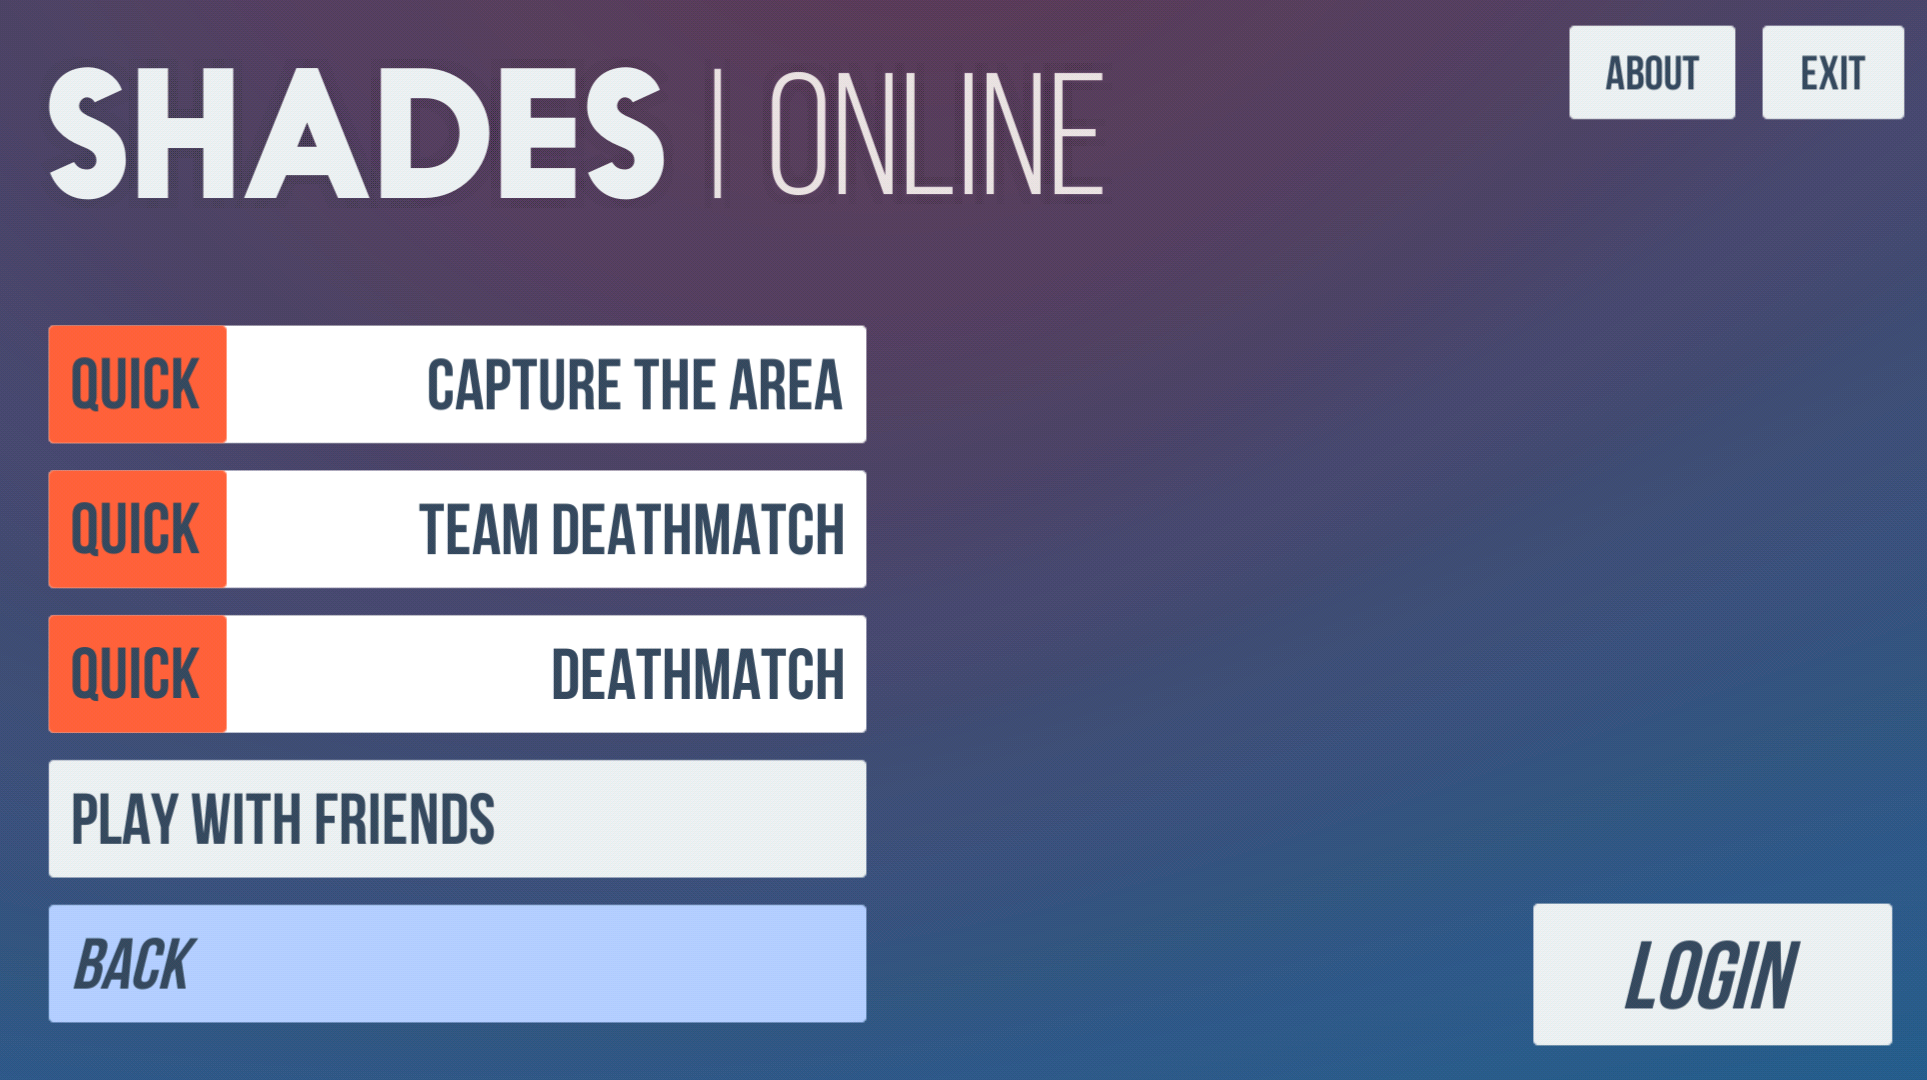 SHADES | ONLINE
ABOUT
EXIT
QUICK CAPTURE THE AREA
QUICK TEAM DEATHMATCH
QUICK DEATHMATCH
PLAY WITH FRIENDS
BACK
LOGIN